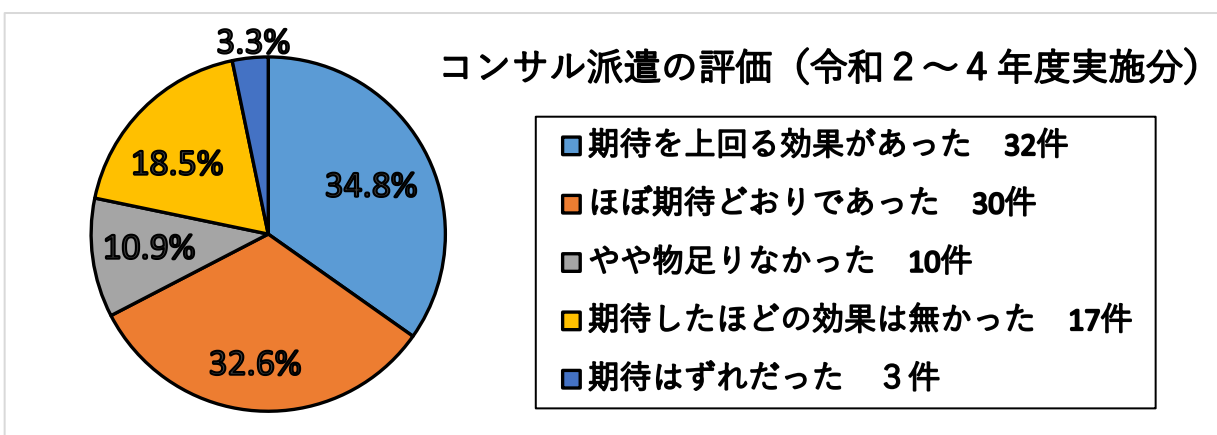 コンサル派遣の評価（令和２～４年度実施分）
3.3%
34.8%
18.5%
10.9%
32.6%
期待を上回る効果があった　32件
ほぼ期待どおりであった　30件
やや物足りなかった　10件
期待したほどの効果は無かった　17件
期待はずれだった　３件